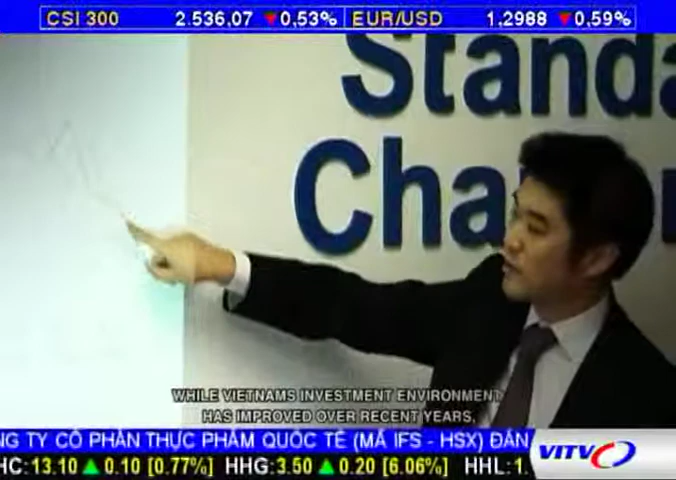 CSI 300 2.536,07 ▼0,53% EUR/USD 1,2988 ▼0,59%
Standa
Cha
WHILE VIETNAMS INVESTMENT ENVIRONMENT
HAS IMPROVED OVER RECENT YEARS,
NG TY CỔ PHẦN THỰC PHẨM QUỐC TẾ (MÃ IFS - HSX) ĐÁN
VITV
HC:13.10 ▲0.10 [0.77%] HHG:3.50 ▲0.20 [6.06%] HHL:1.